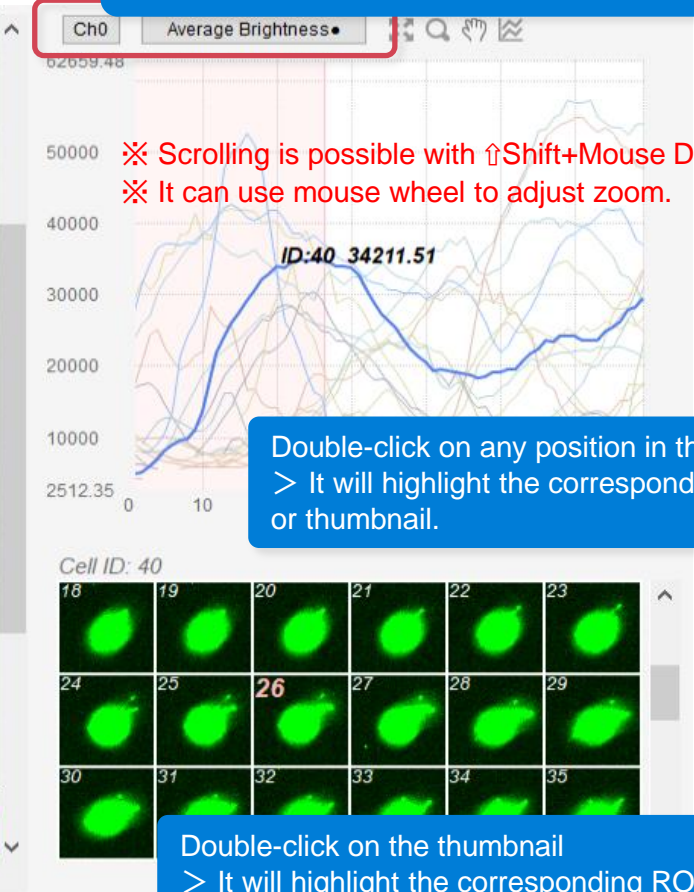 Ch0 Average Brightness●
62659.48
50000
※ Scrolling is possible with ⇧Shift+Mouse D
※ It can use mouse wheel to adjust zoom.
40000
ID:40 34211.51
30000
20000
10000
Double-click on any position in th
> It will highlight the correspond
or thumbnail.
2512.35
0 10
Cell ID: 40
18 19 20 21 22 23
24 25 26 27 28 29
30 31 32 33 34 35
Double-click on the thumbnail
> It will highlight the corresponding RO